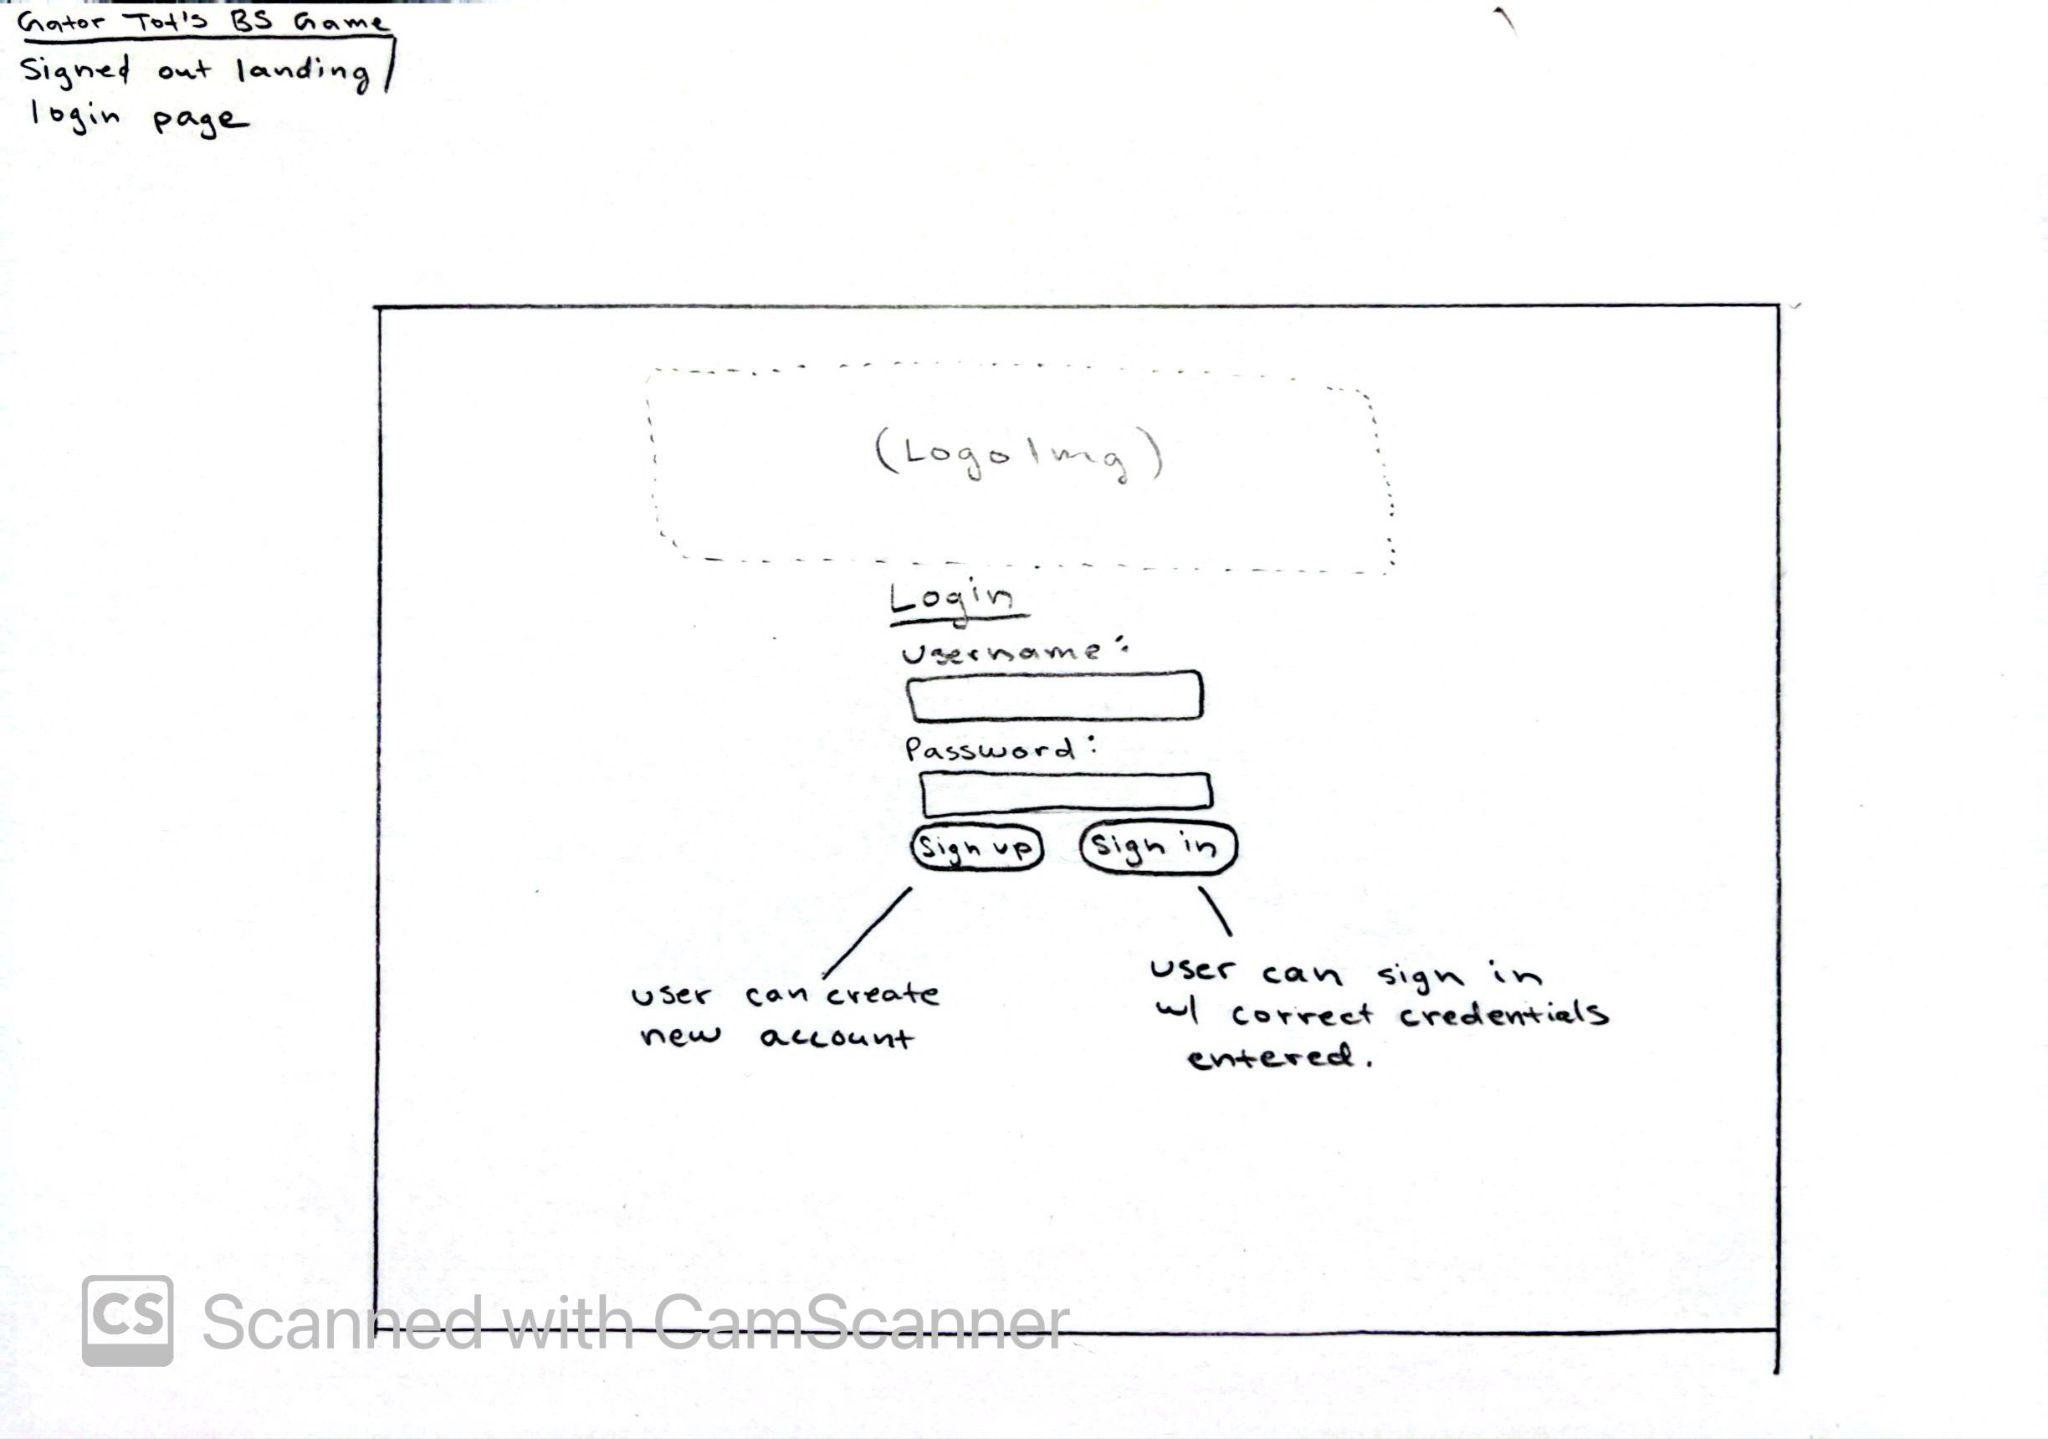 Gator Tot's BS Game
Signed out landing/
login page
(Logo Img)
Login
username:
Password:
Sign up
Sign in
user can create
new account
user can sign in
w/ correct credentials
entered.
CS Scanned with CamScanner